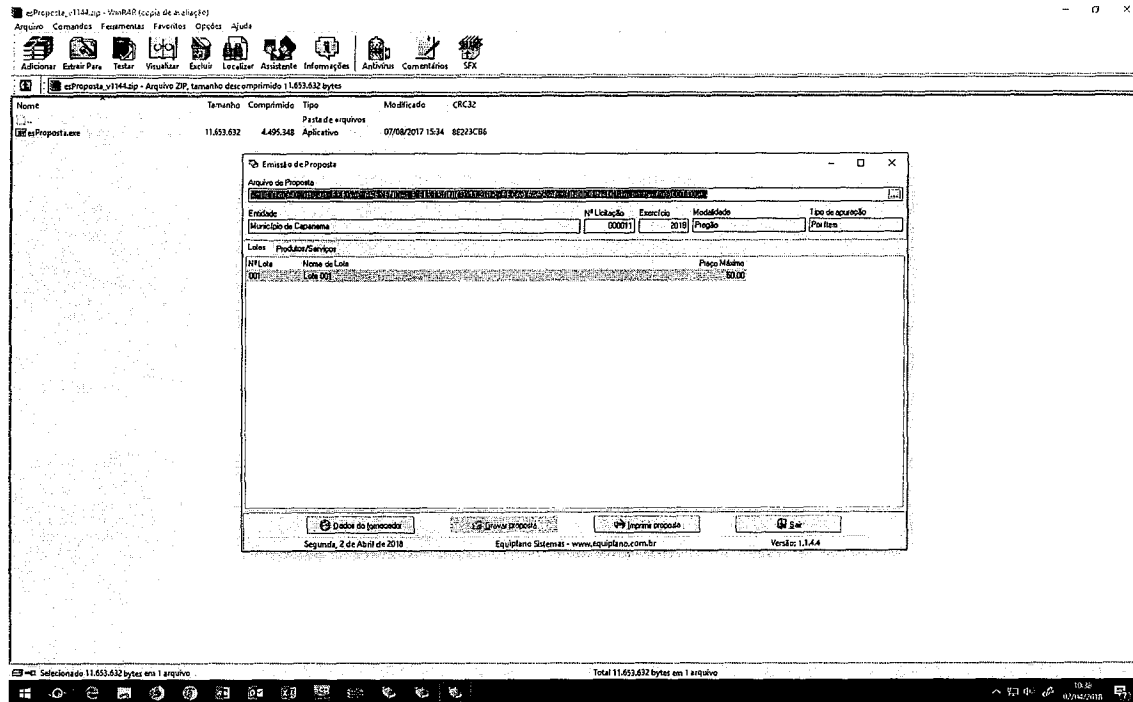 esProposta_v1144.zip - WinRAR (cópia de avaliação)
Arquivo Comandos Ferramentas Favoritos Opções Ajuda
Adicionar Extrair Para Testar Visualizar Excluir Localizar Assistente Informações Antivírus Comentários SFX
esProposta_v1144.zip - Arquivo ZIP, tamanho descomprimido 11.653.632 bytes
Nome Tamanho Comprimido Tipo Modificado CRC32
.. Pasta de arquivos
esProposta.exe 11.653.632 4.495.348 Aplicativo 07/08/2017 15:34 8E223CB6
Emissão de Proposta
Arquivo de Proposta
Entidade Nº Licitação Exercício Modalidade Tipo de apuração
Município de Capanema 000011 2018 Pregão Por Item
Lotes Produtos/Serviços
Nº Lote Nome do Lote Preço Máximo
001 Lote 001
Dados do fornecedor Gravar proposta Imprimir proposta Sair
Segunda, 2 de Abril de 2018 Equiplano Sistemas - www.equiplano.com.br Versão: 1.1.4.4
Selecionado 11.653.632 bytes em 1 arquivo Total 11.653.632 bytes em 1 arquivo
02/04/2018